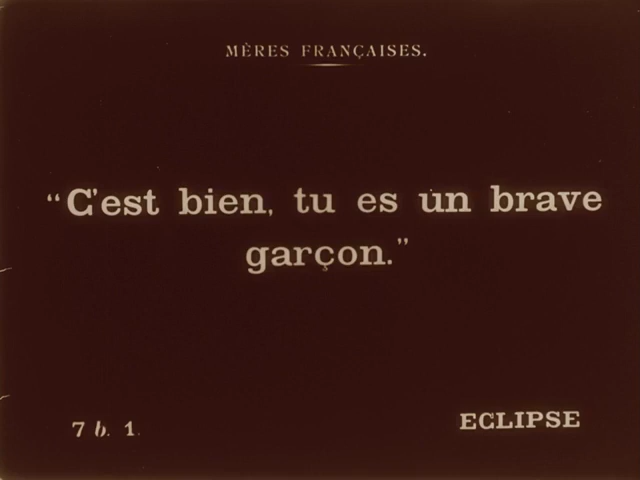 MÈRES FRANÇAISES.
“C'est bien, tu es un brave
garçon.”
7 b. 1.
ECLIPSE